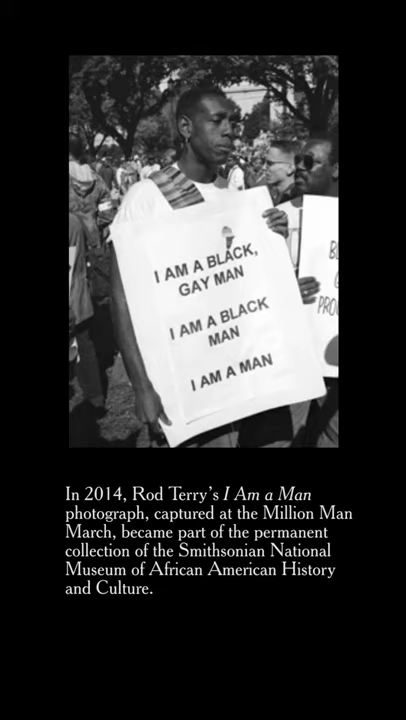 I AM A BLACK,
GAY MAN
I AM A BLACK
MAN
I AM A MAN
In 2014, Rod Terry's I Am a Man
photograph, captured at the Million Man
March, became part of the permanent
collection of the Smithsonian National
Museum of African American History
and Culture.